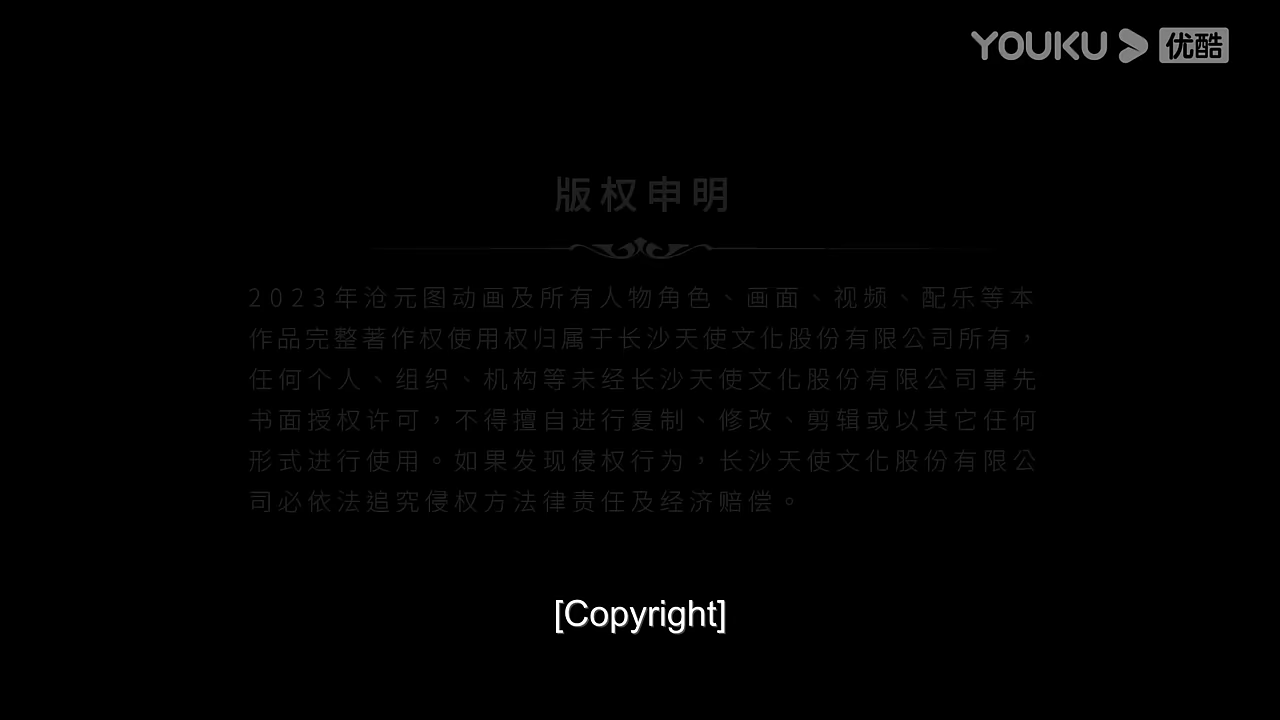 YOUKU 优酷
版权申明
2023年沧元图动画及所有人物角色、画面、视频、配乐等本
作品完整著作权使用权归属于长沙天使文化股份有限公司所有，
任何个人、组织、机构等未经长沙天使文化股份有限公司事先
书面授权许可，不得擅自进行复制、修改、剪辑或以其它任何
形式进行使用。如果发现侵权行为，长沙天使文化股份有限公
司必依法追究侵权方法律责任及经济赔偿。
[Copyright]